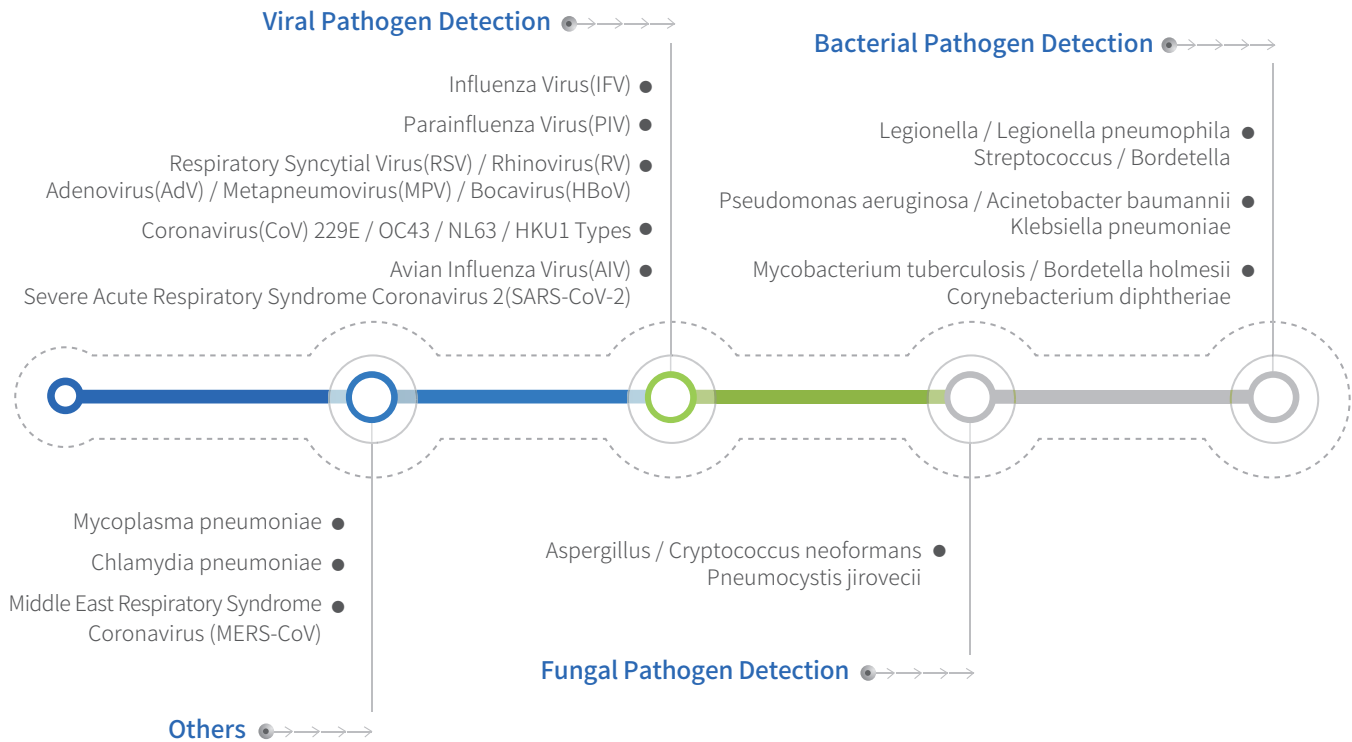 Viral Pathogen Detection
Influenza Virus(IFV)
Parainfluenza Virus(PIV)
Respiratory Syncytial Virus(RSV) / Rhinovirus(RV)
Adenovirus(AdV) / Metapneumovirus(MPV) / Bocavirus(HBoV)
Coronavirus(CoV) 229E / OC43 / NL63 / HKU1 Types
Avian Influenza Virus(AIV)
Severe Acute Respiratory Syndrome Coronavirus 2(SARS-CoV-2)
Bacterial Pathogen Detection
Legionella / Legionella pneumophila
Streptococcus / Bordetella
Pseudomonas aeruginosa / Acinetobacter baumannii
Klebsiella pneumoniae
Mycobacterium tuberculosis / Bordetella holmesii
Corynebacterium diphtheriae
Mycoplasma pneumoniae
Chlamydia pneumoniae
Middle East Respiratory Syndrome
Coronavirus (MERS-CoV)
Others
Aspergillus / Cryptococcus neoformans
Pneumocystis jirovecii
Fungal Pathogen Detection